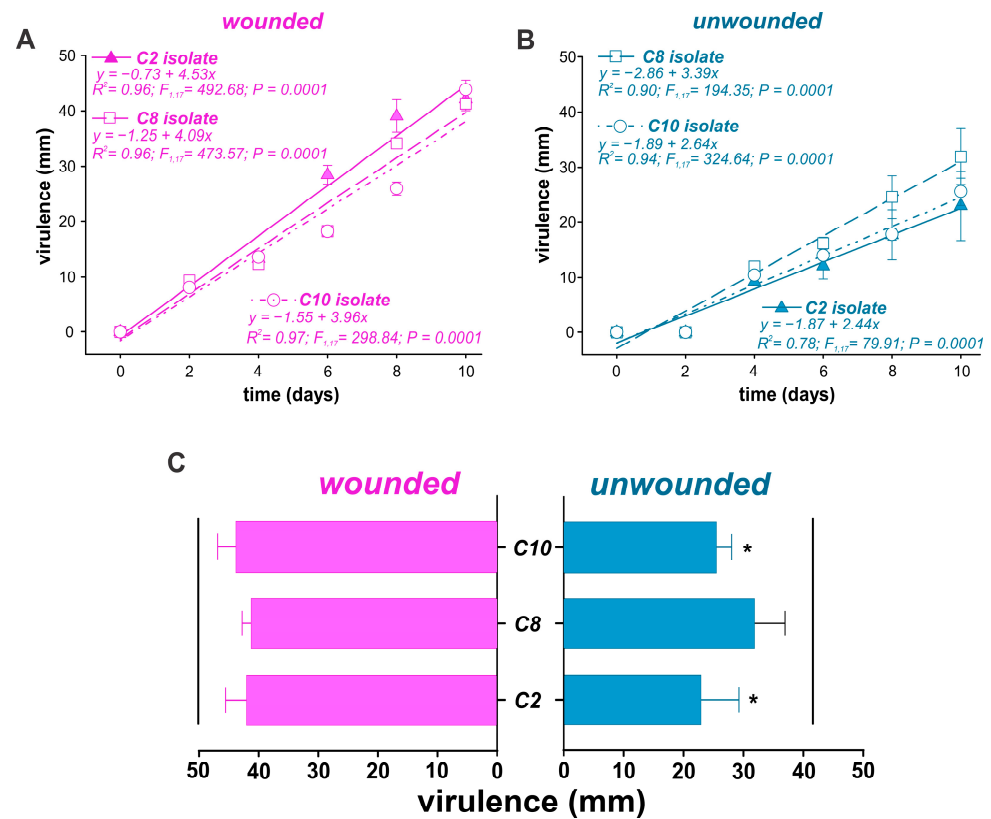 wounded
unwounded
A
B
50
40
30
20
10
0
virulence (mm)
C2 isolate
y = −0.73 + 4.53x
R²= 0.96; F1,17= 492.68; P = 0.0001
C8 isolate
y = −1.25 + 4.09x
R²= 0.96; F1,17= 473.57; P = 0.0001
C10 isolate
y = −1.55 + 3.96x
R²= 0.97; F1,17= 298.84; P = 0.0001
0 2 4 6 8 10
time (days)
50
40
30
20
10
0
virulence (mm)
C8 isolate
y = −2.86 + 3.39x
R²= 0.90; F1,17= 194.35; P = 0.0001
C10 isolate
y = −1.89 + 2.64x
R²= 0.94; F1,17= 324.64; P = 0.0001
C2 isolate
y = −1.87 + 2.44x
R²= 0.78; F1,17= 79.91; P = 0.0001
0 2 4 6 8 10
time (days)
C
wounded
unwounded
C10
*
C8
C2
*
50 40 30 20 10 0
0 10 20 30 40 50
virulence (mm)